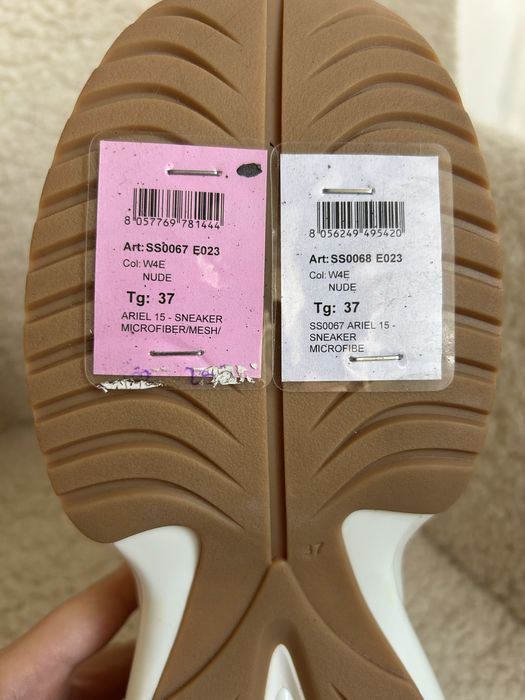 8 057769 781444
Art:SS0067 E023
Col: W4E
NUDE
Tg: 37
ARIEL 15 - SNEAKER
MICROFIBER/MESH/
8 056249 495420
Art:SS0068 E023
Col: W4E
NUDE
Tg: 37
SS0067 ARIEL 15 -
SNEAKER
MICROFIBE
37